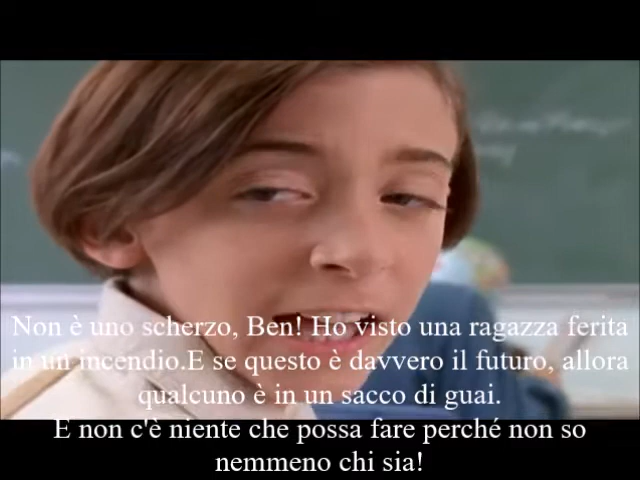 Non è uno scherzo, Ben! Ho visto una ragazza ferita
in un incendio.E se questo è davvero il futuro, allora
qualcuno è in un sacco di guai.
E non c'è niente che possa fare perché non so
nemmeno chi sia!